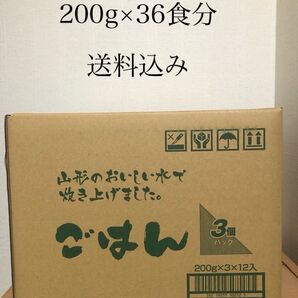 200g×36食分
送料込み
山形のおいしい水で
炊き上げました。
3個
パック
ごはん
200g×3×12入